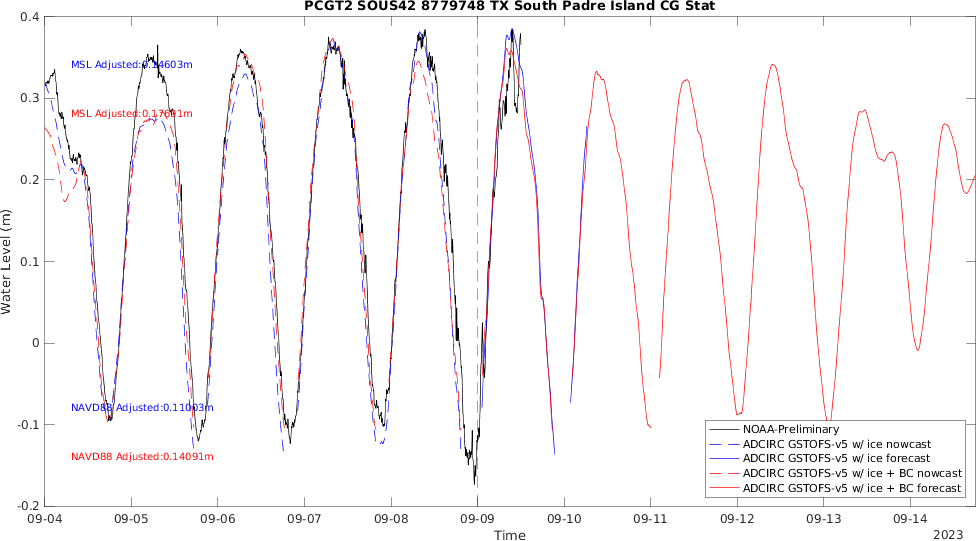 PCGT2 SOUS42 8779748 TX South Padre Island CG Stat
0.4
0.3
0.2
0.1
0
-0.1
-0.2
Water Level (m)
MSL Adjusted:0.14603m
MSL Adjusted:0.17691m
NAVD88 Adjusted:0.11003m
NAVD88 Adjusted:0.14091m
NOAA-Preliminary
ADCIRC GSTOFS-v5 w/ ice nowcast
ADCIRC GSTOFS-v5 w/ ice forecast
ADCIRC GSTOFS-v5 w/ ice + BC nowcast
ADCIRC GSTOFS-v5 w/ ice + BC forecast
09-04 09-05 09-06 09-07 09-08 09-09 09-10 09-11 09-12 09-13 09-14
Time
2023